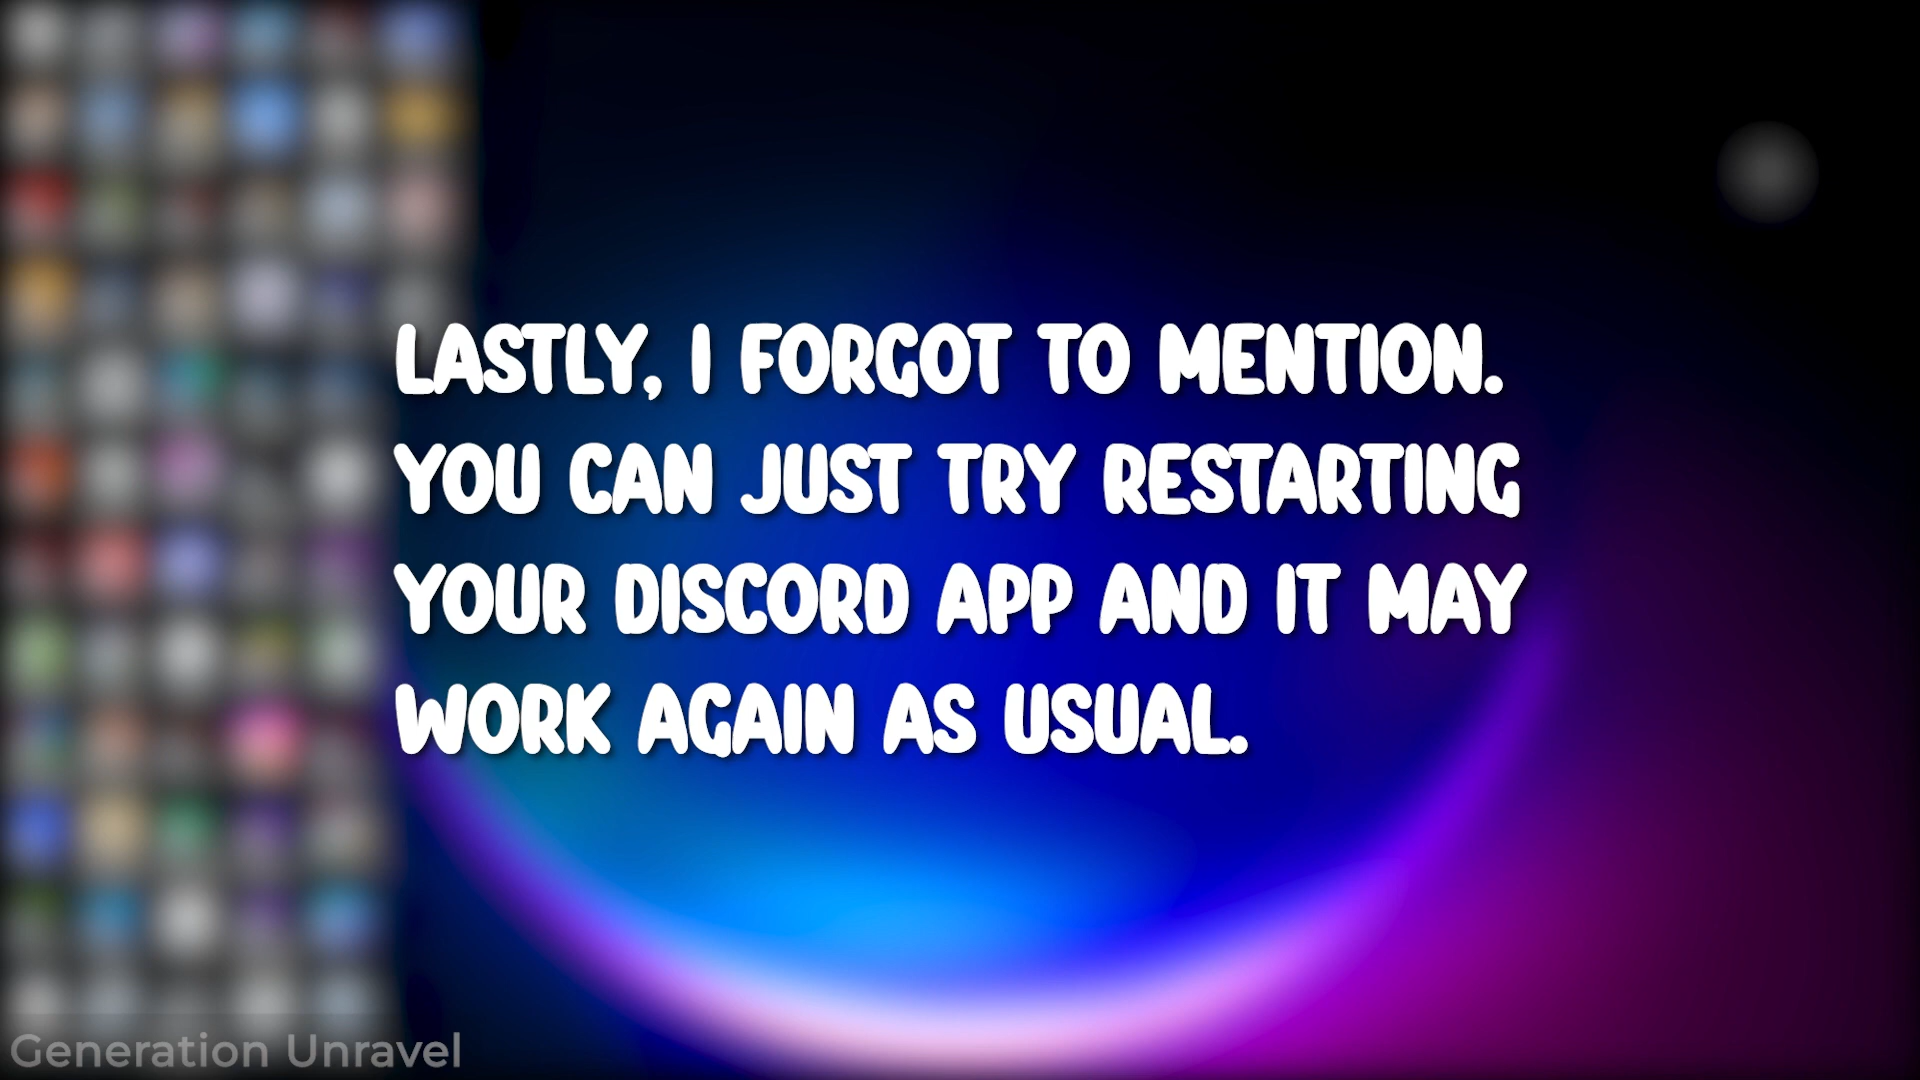 LASTLY, I FORGOT TO MENTION.
YOU CAN JUST TRY RESTARTING
YOUR DISCORD APP AND IT MAY
WORK AGAIN AS USUAL.
Generation Unravel